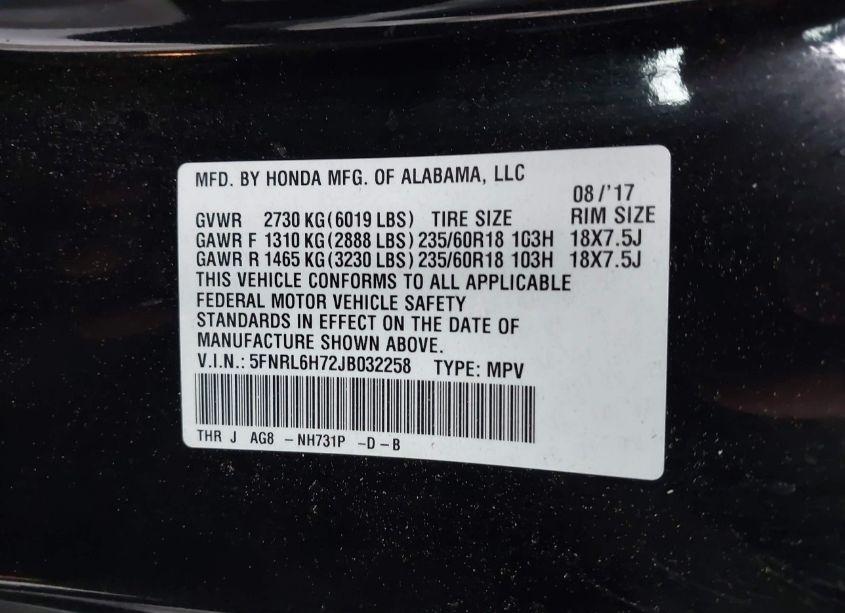 MFD. BY HONDA MFG. OF ALABAMA, LLC
08/'17
GVWR 2730 KG(6019 LBS) TIRE SIZE RIM SIZE
GAWR F 1310 KG(2888 LBS) 235/60R18 103H 18X7.5J
GAWR R 1465 KG(3230 LBS) 235/60R18 103H 18X7.5J
THIS VEHICLE CONFORMS TO ALL APPLICABLE
FEDERAL MOTOR VEHICLE SAFETY
STANDARDS IN EFFECT ON THE DATE OF
MANUFACTURE SHOWN ABOVE.
V.I.N.: 5FNRL6H72JB032258 TYPE: MPV
THR J AG8 -NH731P -D-B